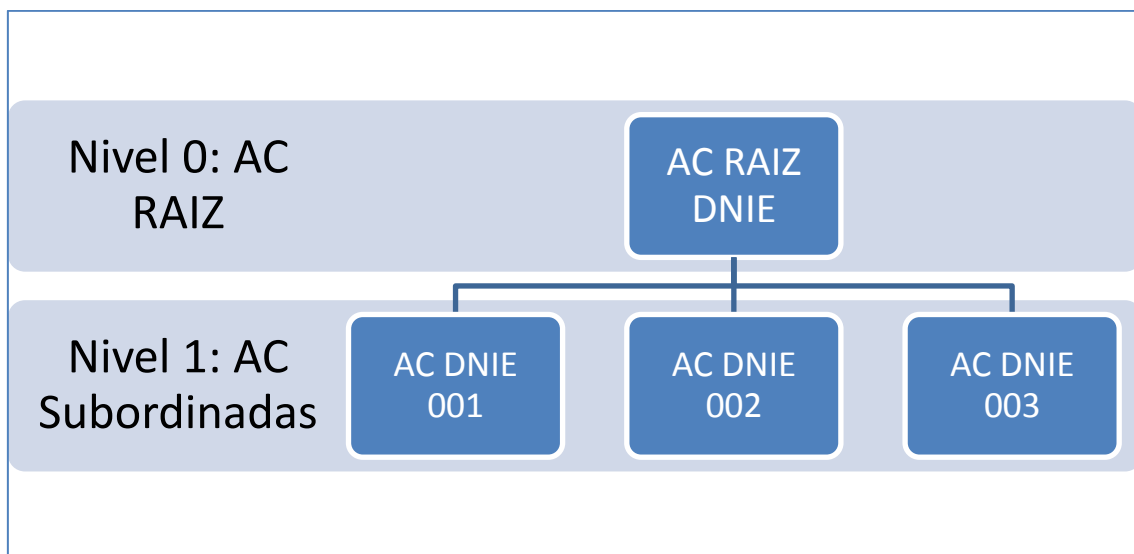 Nivel 0: AC
RAIZ
AC RAIZ
DNIE
Nivel 1: AC
Subordinadas
AC DNIE
001
AC DNIE
002
AC DNIE
003